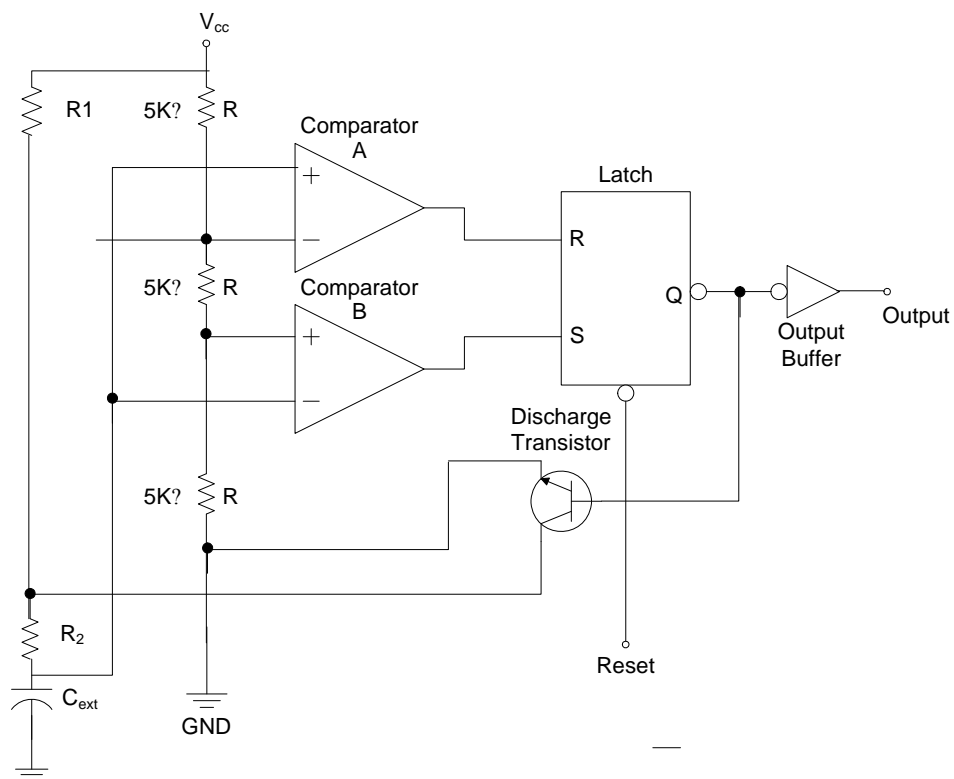 Vcc
R1
5K? R
Comparator
A
+
−
Latch
R
5K? R
Comparator
B
+
−
S
Q
Output
Output
Buffer
Discharge
Transistor
5K? R
R2
Cext
Reset
GND